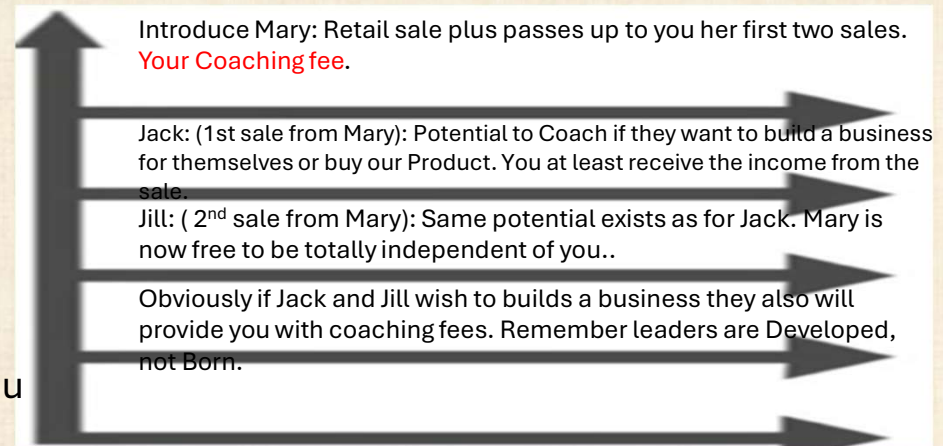 Introduce Mary: Retail sale plus passes up to you her first two sales.
Your Coaching fee.
Jack: (1st sale from Mary): Potential to Coach if they want to build a business
for themselves or buy our Product. You at least receive the income from the
sale.
Jill: ( 2nd sale from Mary): Same potential exists as for Jack. Mary is
now free to be totally independent of you..
Obviously if Jack and Jill wish to builds a business they also will
provide you with coaching fees. Remember leaders are Developed,
not Born.
u